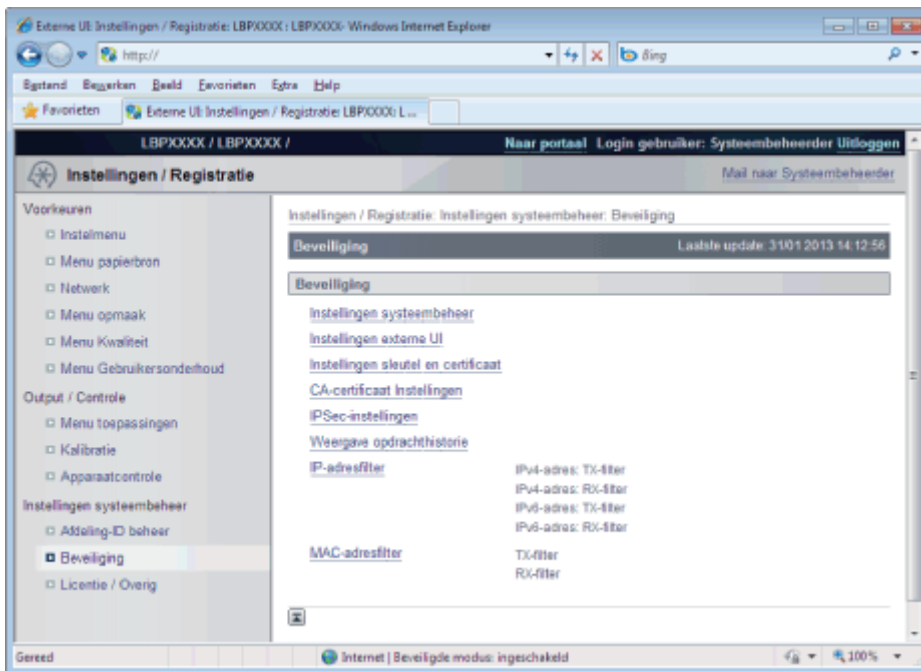 Externe UI: Instellingen / Registratie: LBPXXXX : LBPXXXX- Windows Internet Explorer
http://
Bing
Bestand Bewerken Beeld Favorieten Extra Help
Favorieten
Externe UI: Instellingen / Registratie: LBPXXXX: L...
LBPXXXX / LBPXXXX /
Naar portaal Login gebruiker: Systeembeheerder Uitloggen
Instellingen / Registratie
Mail naar Systeembeheerder
Voorkeuren
Instelmenu
Menu papierbron
Netwerk
Menu opmaak
Menu Kwaliteit
Menu Gebruikersonderhoud
Output / Controle
Menu toepassingen
Kalibratie
Apparaatcontrole
Instellingen systeembeheer
Afdeling-ID beheer
Beveiliging
Licentie / Overig
Instellingen / Registratie: Instellingen systeembeheer: Beveiliging
Beveiliging
Laatste update: 31/01 2013 14:12:56
Beveiliging
Instellingen systeembeheer
Instellingen externe UI
Instellingen sleutel en certificaat
CA-certificaat Instellingen
IPSec-instellingen
Weergave opdrachthistorie
IP-adresfilter
IPv4-adres: TX-filter
IPv4-adres: RX-filter
IPv6-adres: TX-filter
IPv6-adres: RX-filter
MAC-adresfilter
TX-filter
RX-filter
Gereed
Internet | Beveiligde modus: ingeschakeld
100%